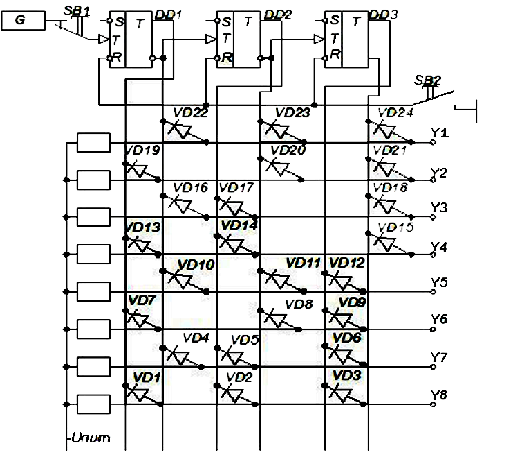 SB1 DD1 DD2 DD3
G S T S T S T
T T T
R R R
SB2
VD22 VD23 VD24 Y1
VD19 VD20 VD21 Y2
VD16 VD17 VD18 Y3
VD13 VD14 VD15 Y4
VD10 VD11 VD12 Y5
VD7 VD8 VD9 Y6
VD4 VD5 VD6 Y7
VD1 VD2 VD3 Y8
-Uпит